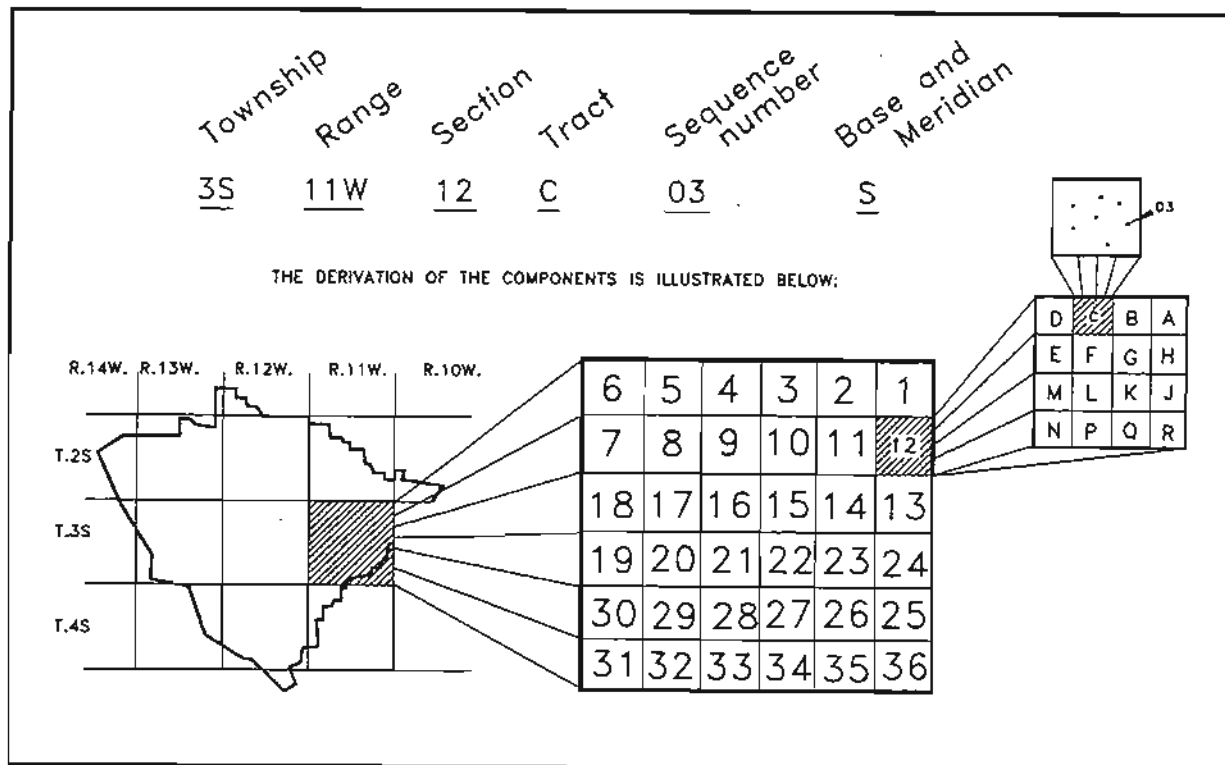 Township Range Section Tract Sequence number Base and Meridian
3S 11W 12 C 03 S
03
THE DERIVATION OF THE COMPONENTS IS ILLUSTRATED BELOW:
D C B A
E F G H
M L K J
N P Q R
R.14W. R.13W. R.12W. R.11W. R.10W.
T.2S
T.3S
T.4S
6 5 4 3 2 1
7 8 9 10 11 12
18 17 16 15 14 13
19 20 21 22 23 24
30 29 28 27 26 25
31 32 33 34 35 36